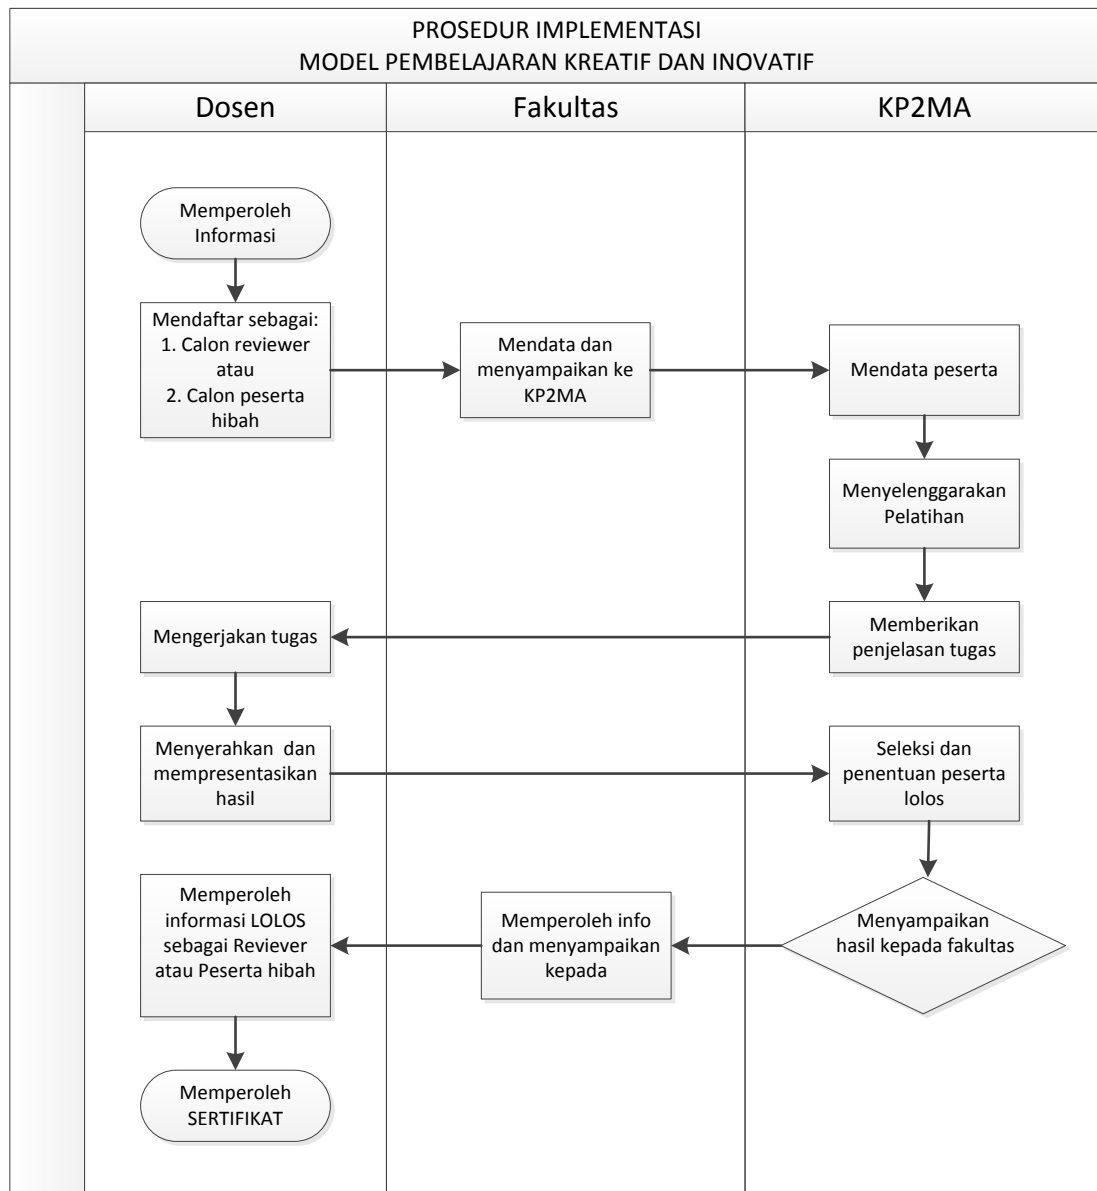 PROSEDUR IMPLEMENTASI
MODEL PEMBELAJARAN KREATIF DAN INOVATIF
Dosen
Fakultas
KP2MA
Memperoleh
Informasi
Mendaftar sebagai:
1. Calon reviewer
atau
2. Calon peserta
hibah
Mendata dan
menyampaikan ke
KP2MA
Mendata peserta
Menyelenggarakan
Pelatihan
Memberikan
penjelasan tugas
Mengerjakan tugas
Menyerahkan dan
mempresentasikan
hasil
Seleksi dan
penentuan peserta
lolos
Menyampaikan
hasil kepada fakultas
Memperoleh info
dan menyampaikan
kepada
Memperoleh
informasi LOLOS
sebagai Reviever
atau Peserta hibah
Memperoleh
SERTIFIKAT